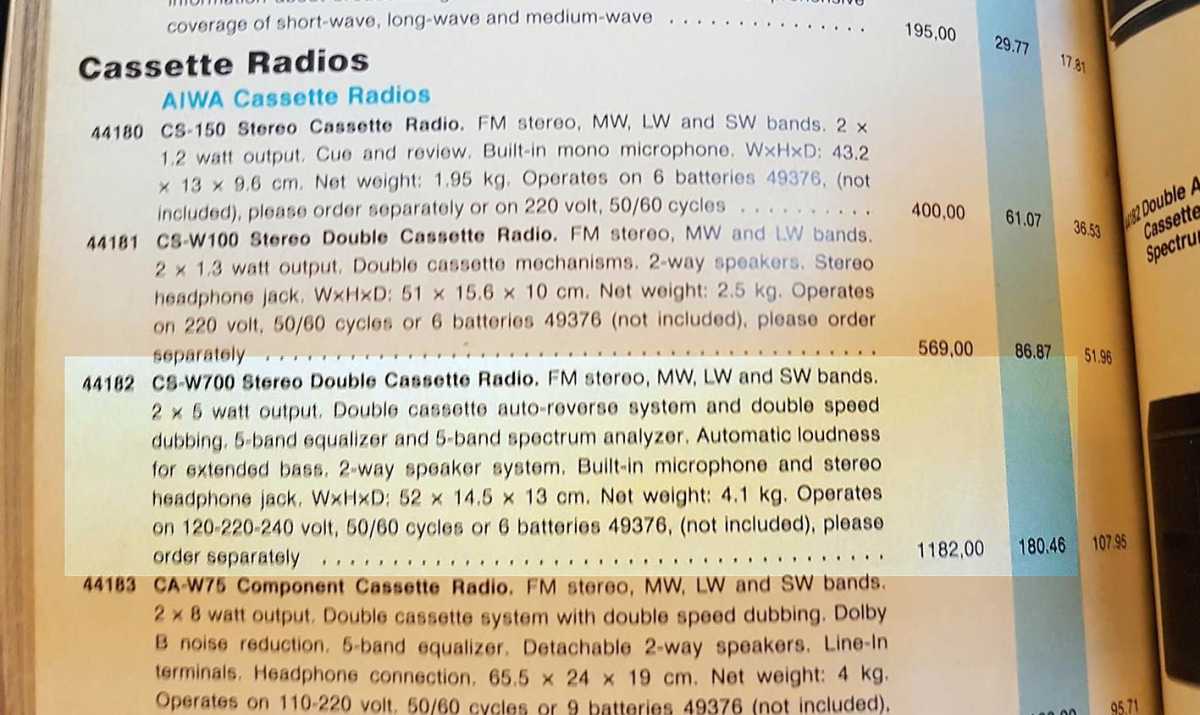 coverage of short-wave, long-wave and medium-wave . . . . . . . . . . . . . . 195,00 29.77 17.81
Cassette Radios
AIWA Cassette Radios
44180 CS-150 Stereo Cassette Radio. FM stereo, MW, LW and SW bands. 2 ×
1.2 watt output. Cue and review. Built-in mono microphone. W×H×D: 43.2
× 13 × 9.6 cm. Net weight: 1.95 kg. Operates on 6 batteries 49376, (not
included), please order separately or on 220 volt, 50/60 cycles . . . . . . . . . . 400,00 61.07 36.53
44181 CS-W100 Stereo Double Cassette Radio. FM stereo, MW and LW bands.
2 × 1.3 watt output. Double cassette mechanisms. 2-way speakers. Stereo
headphone jack. W×H×D: 51 × 15.6 × 10 cm. Net weight: 2.5 kg. Operates
on 220 volt, 50/60 cycles or 6 batteries 49376 (not included), please order
separately . . . . . . . . . . . . . . . . . . . . . . . . . . . . . . . . . . . . 569,00 86.87 51.96
44182 CS-W700 Stereo Double Cassette Radio. FM stereo, MW, LW and SW bands.
2 × 5 watt output. Double cassette auto-reverse system and double speed
dubbing. 5-band equalizer and 5-band spectrum analyzer. Automatic loudness
for extended bass. 2-way speaker system. Built-in microphone and stereo
headphone jack. W×H×D: 52 × 14.5 × 13 cm. Net weight: 4.1 kg. Operates
on 120-220-240 volt, 50/60 cycles or 6 batteries 49376, (not included), please
order separately . . . . . . . . . . . . . . . . . . . . . . . . . . . . . . . . . 1182,00 180.46 107.95
44183 CA-W75 Component Cassette Radio. FM stereo, MW, LW and SW bands.
2 × 8 watt output. Double cassette system with double speed dubbing. Dolby
B noise reduction. 5-band equalizer. Detachable 2-way speakers. Line-In
terminals. Headphone connection. 65.5 × 24 × 19 cm. Net weight: 4 kg.
Operates on 110-220 volt, 50/60 cycles or 9 batteries 49376 (not included),
95.71
Double A
Cassette
Spectru